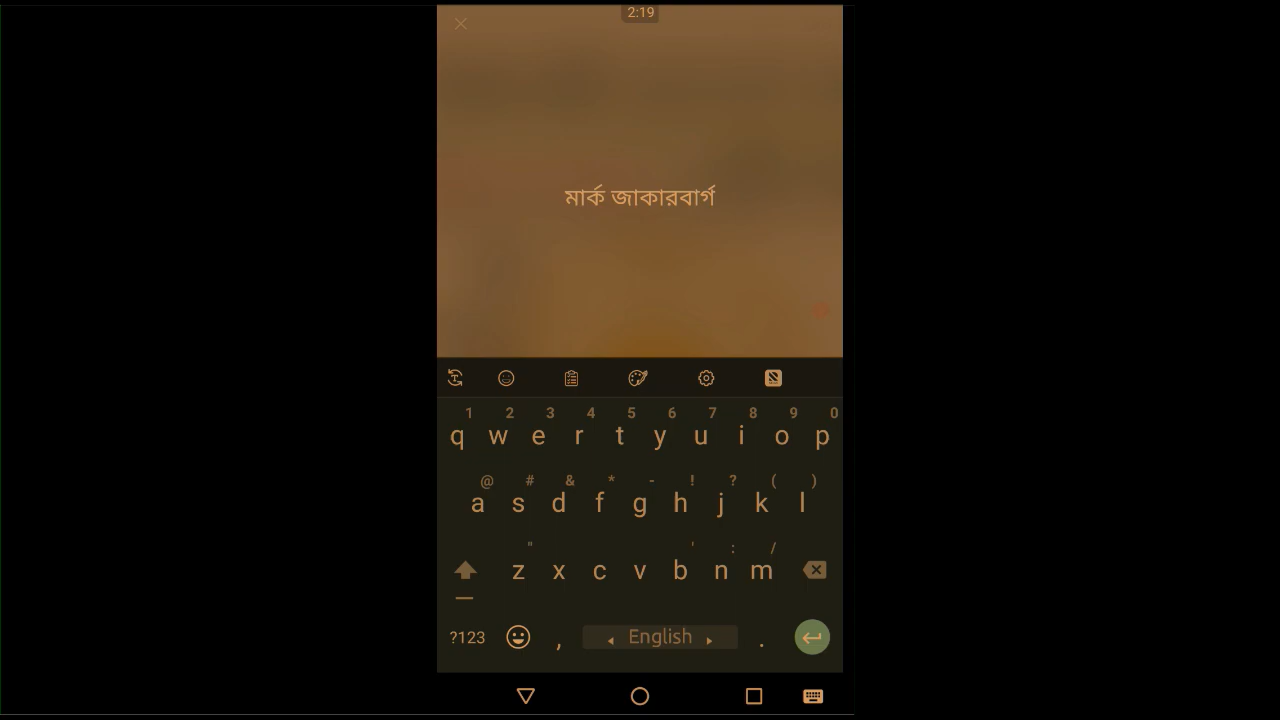 2:19
মার্ক জাকারবার্গ
1 2 3 4 5 6 7 8 9 0
q w e r t y u i o p
@ # & * - ! ? ( )
a s d f g h j k l
" ' : /
z x c v b n m
?123 , English .